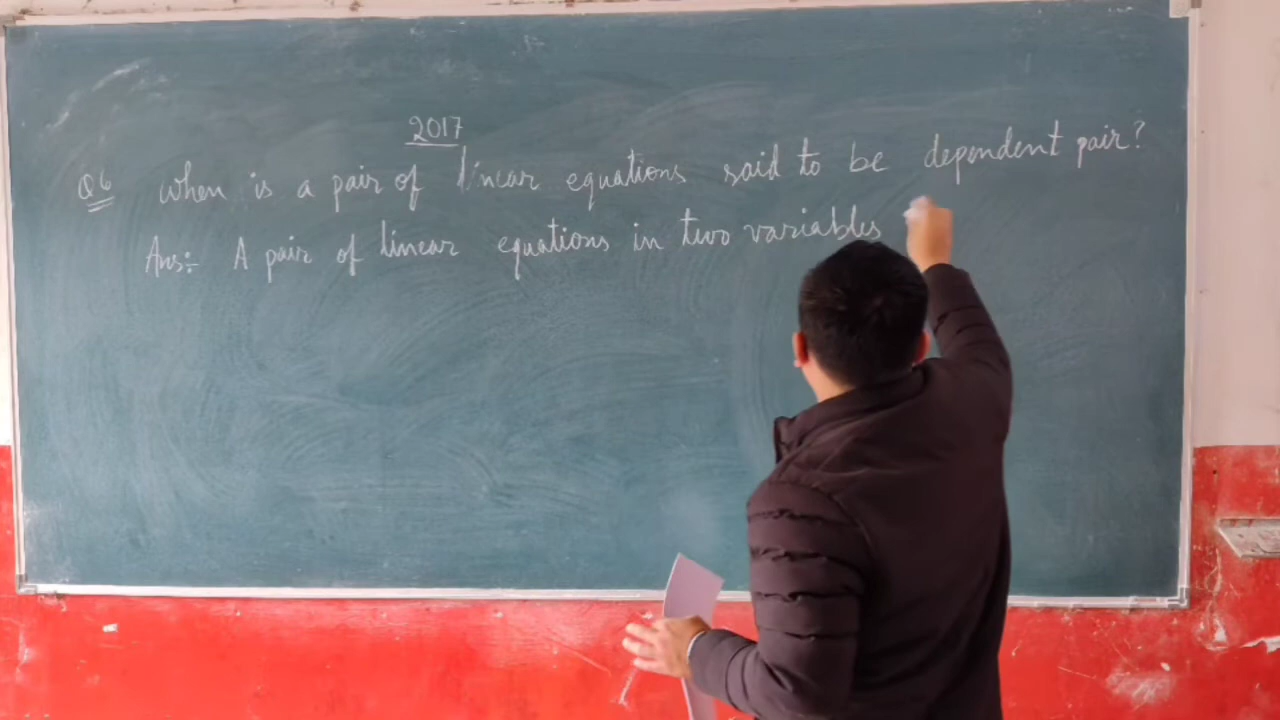 2017
Q6 When is a pair of linear equations said to be dependent pair?
Ans:- A pair of linear equations in two variables